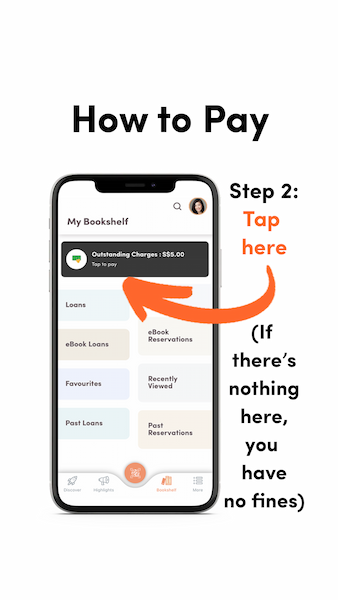 How to Pay
Step 2:
Tap
here
My Bookshelf
Outstanding Charges : S$5.00
Tap to pay
Loans
eBook
Reservations
eBook Loans
Favourites
Recently
Viewed
Past Loans
Past
Reservations
Discover
Highlights
Bookshelf
More
(If
there's
nothing
here,
you
have
no fines)